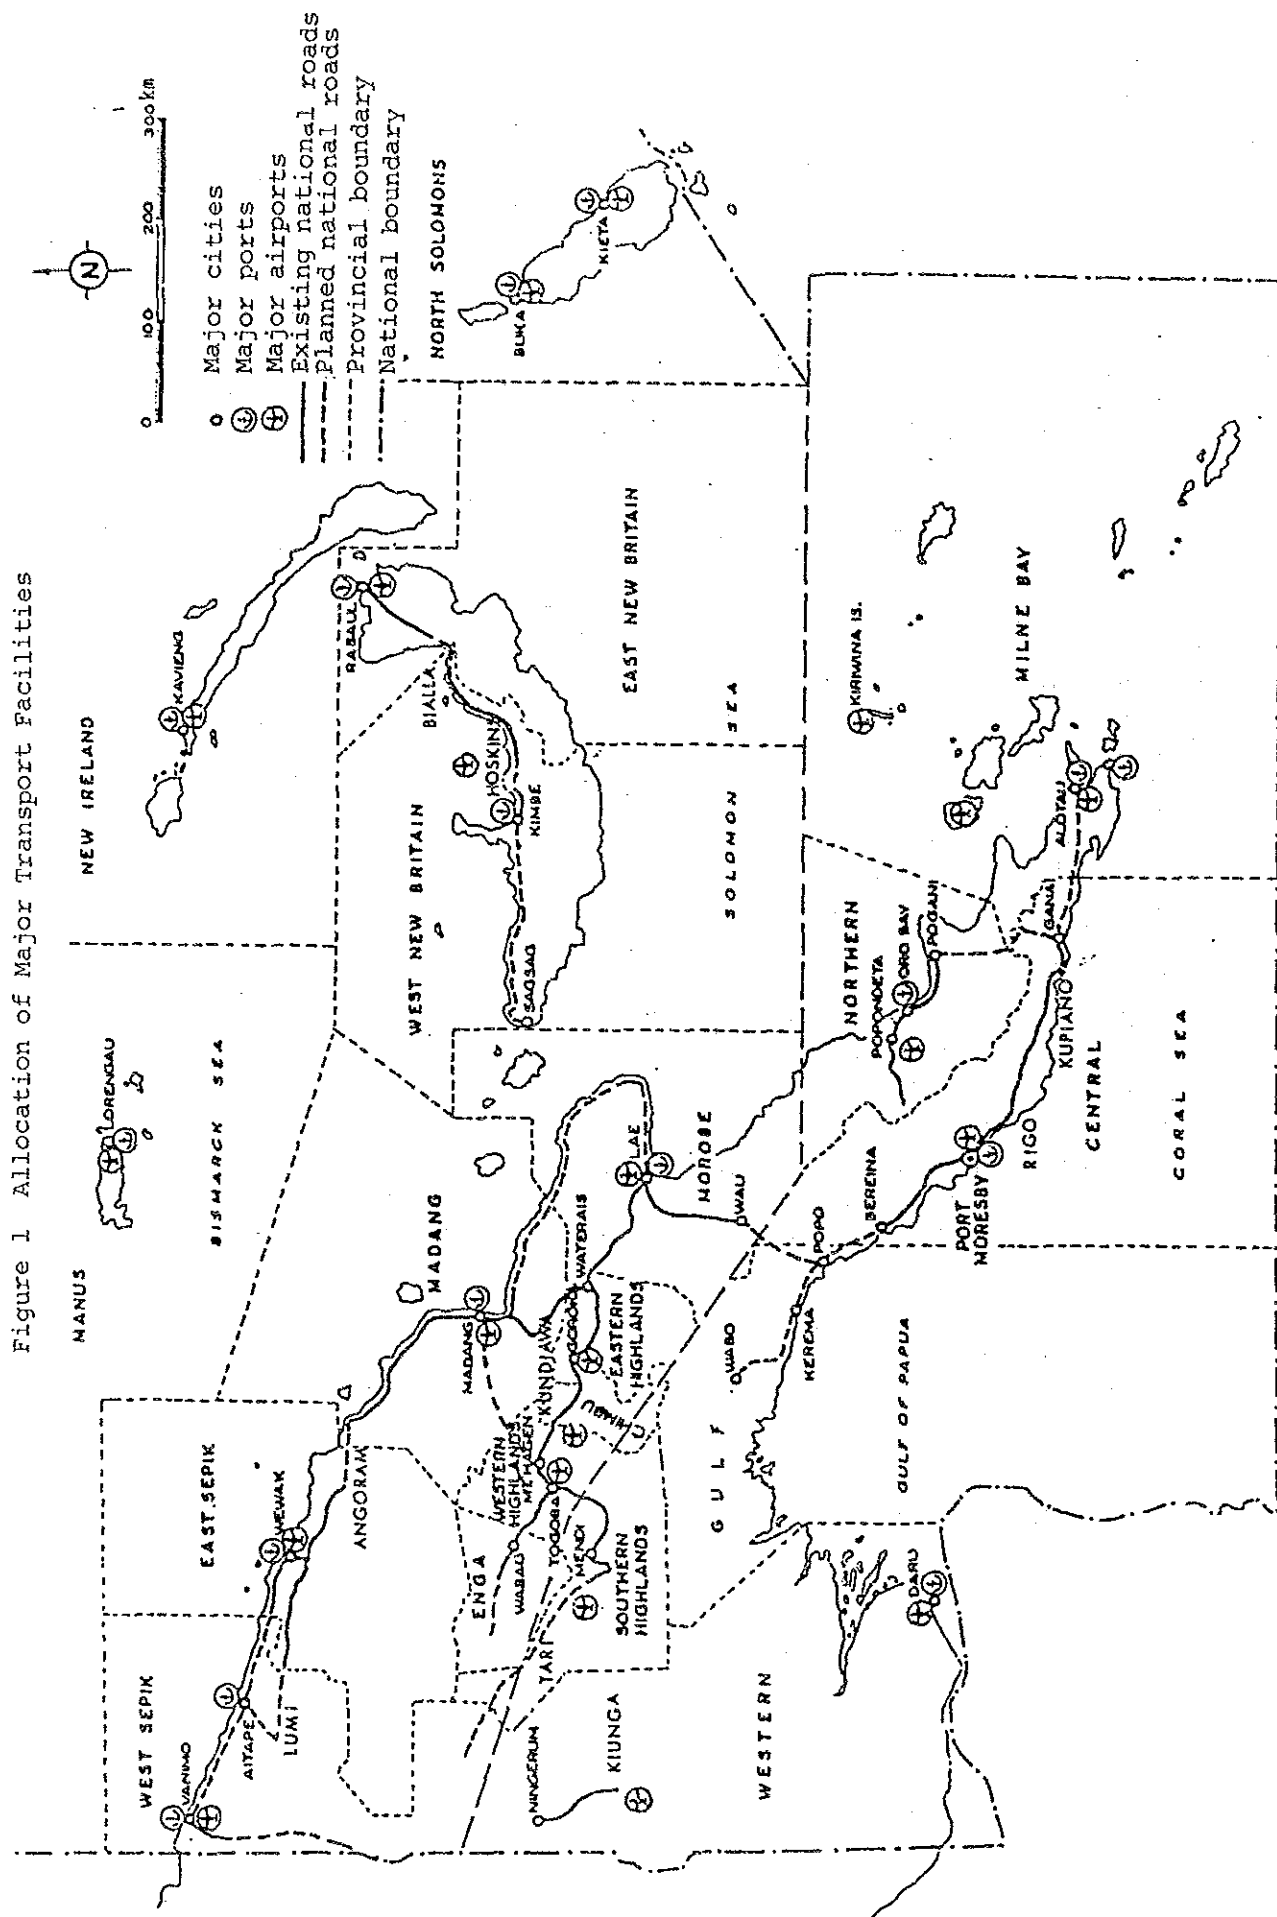 Figure 1 Allocation of Major Transport Facilities
N
0 100 200 300km
Major cities
Major ports
Major airports
Existing national roads
Planned national roads
Provincial boundary
National boundary
MANUS
NEW IRELAND
LORENGAU
KAVIENG
BISMARCK SEA
WEST SEPIK
VANIMO
AITAPE
LUMI
EAST SEPIK
WEWAK
ANGORAM
MADANG
MADANG
WEST NEW BRITAIN
SAGSAG
KIMBE
HOSKINS
BIALLA
RABAUL
EAST NEW BRITAIN
NORTH SOLOMONS
BUKA
KIETA
SOLOMON
SEA
ENGA
WABAG
WESTERN
HIGHLANDS
MT HAGEN
TOGOBA
MENDI
TARI
SOUTHERN
HIGHLANDS
KUNDIAWA
CHIMBU
GOROKA
EASTERN
HIGHLANDS
WATERAIS
LAE
MOROBE
WAU
NINGERUM
KIUNGA
WESTERN
DARU
GULF
WABO
KEREMA
POPO
GULF OF PAPUA
BEREINA
PORT
MORESBY
RIGO
CENTRAL
KUPIANO
GANAI
CORAL SEA
NORTHERN
POPONDETA
ORO BAY
POGANI
ALOTAU
MILNE BAY
KIRIWINA IS.